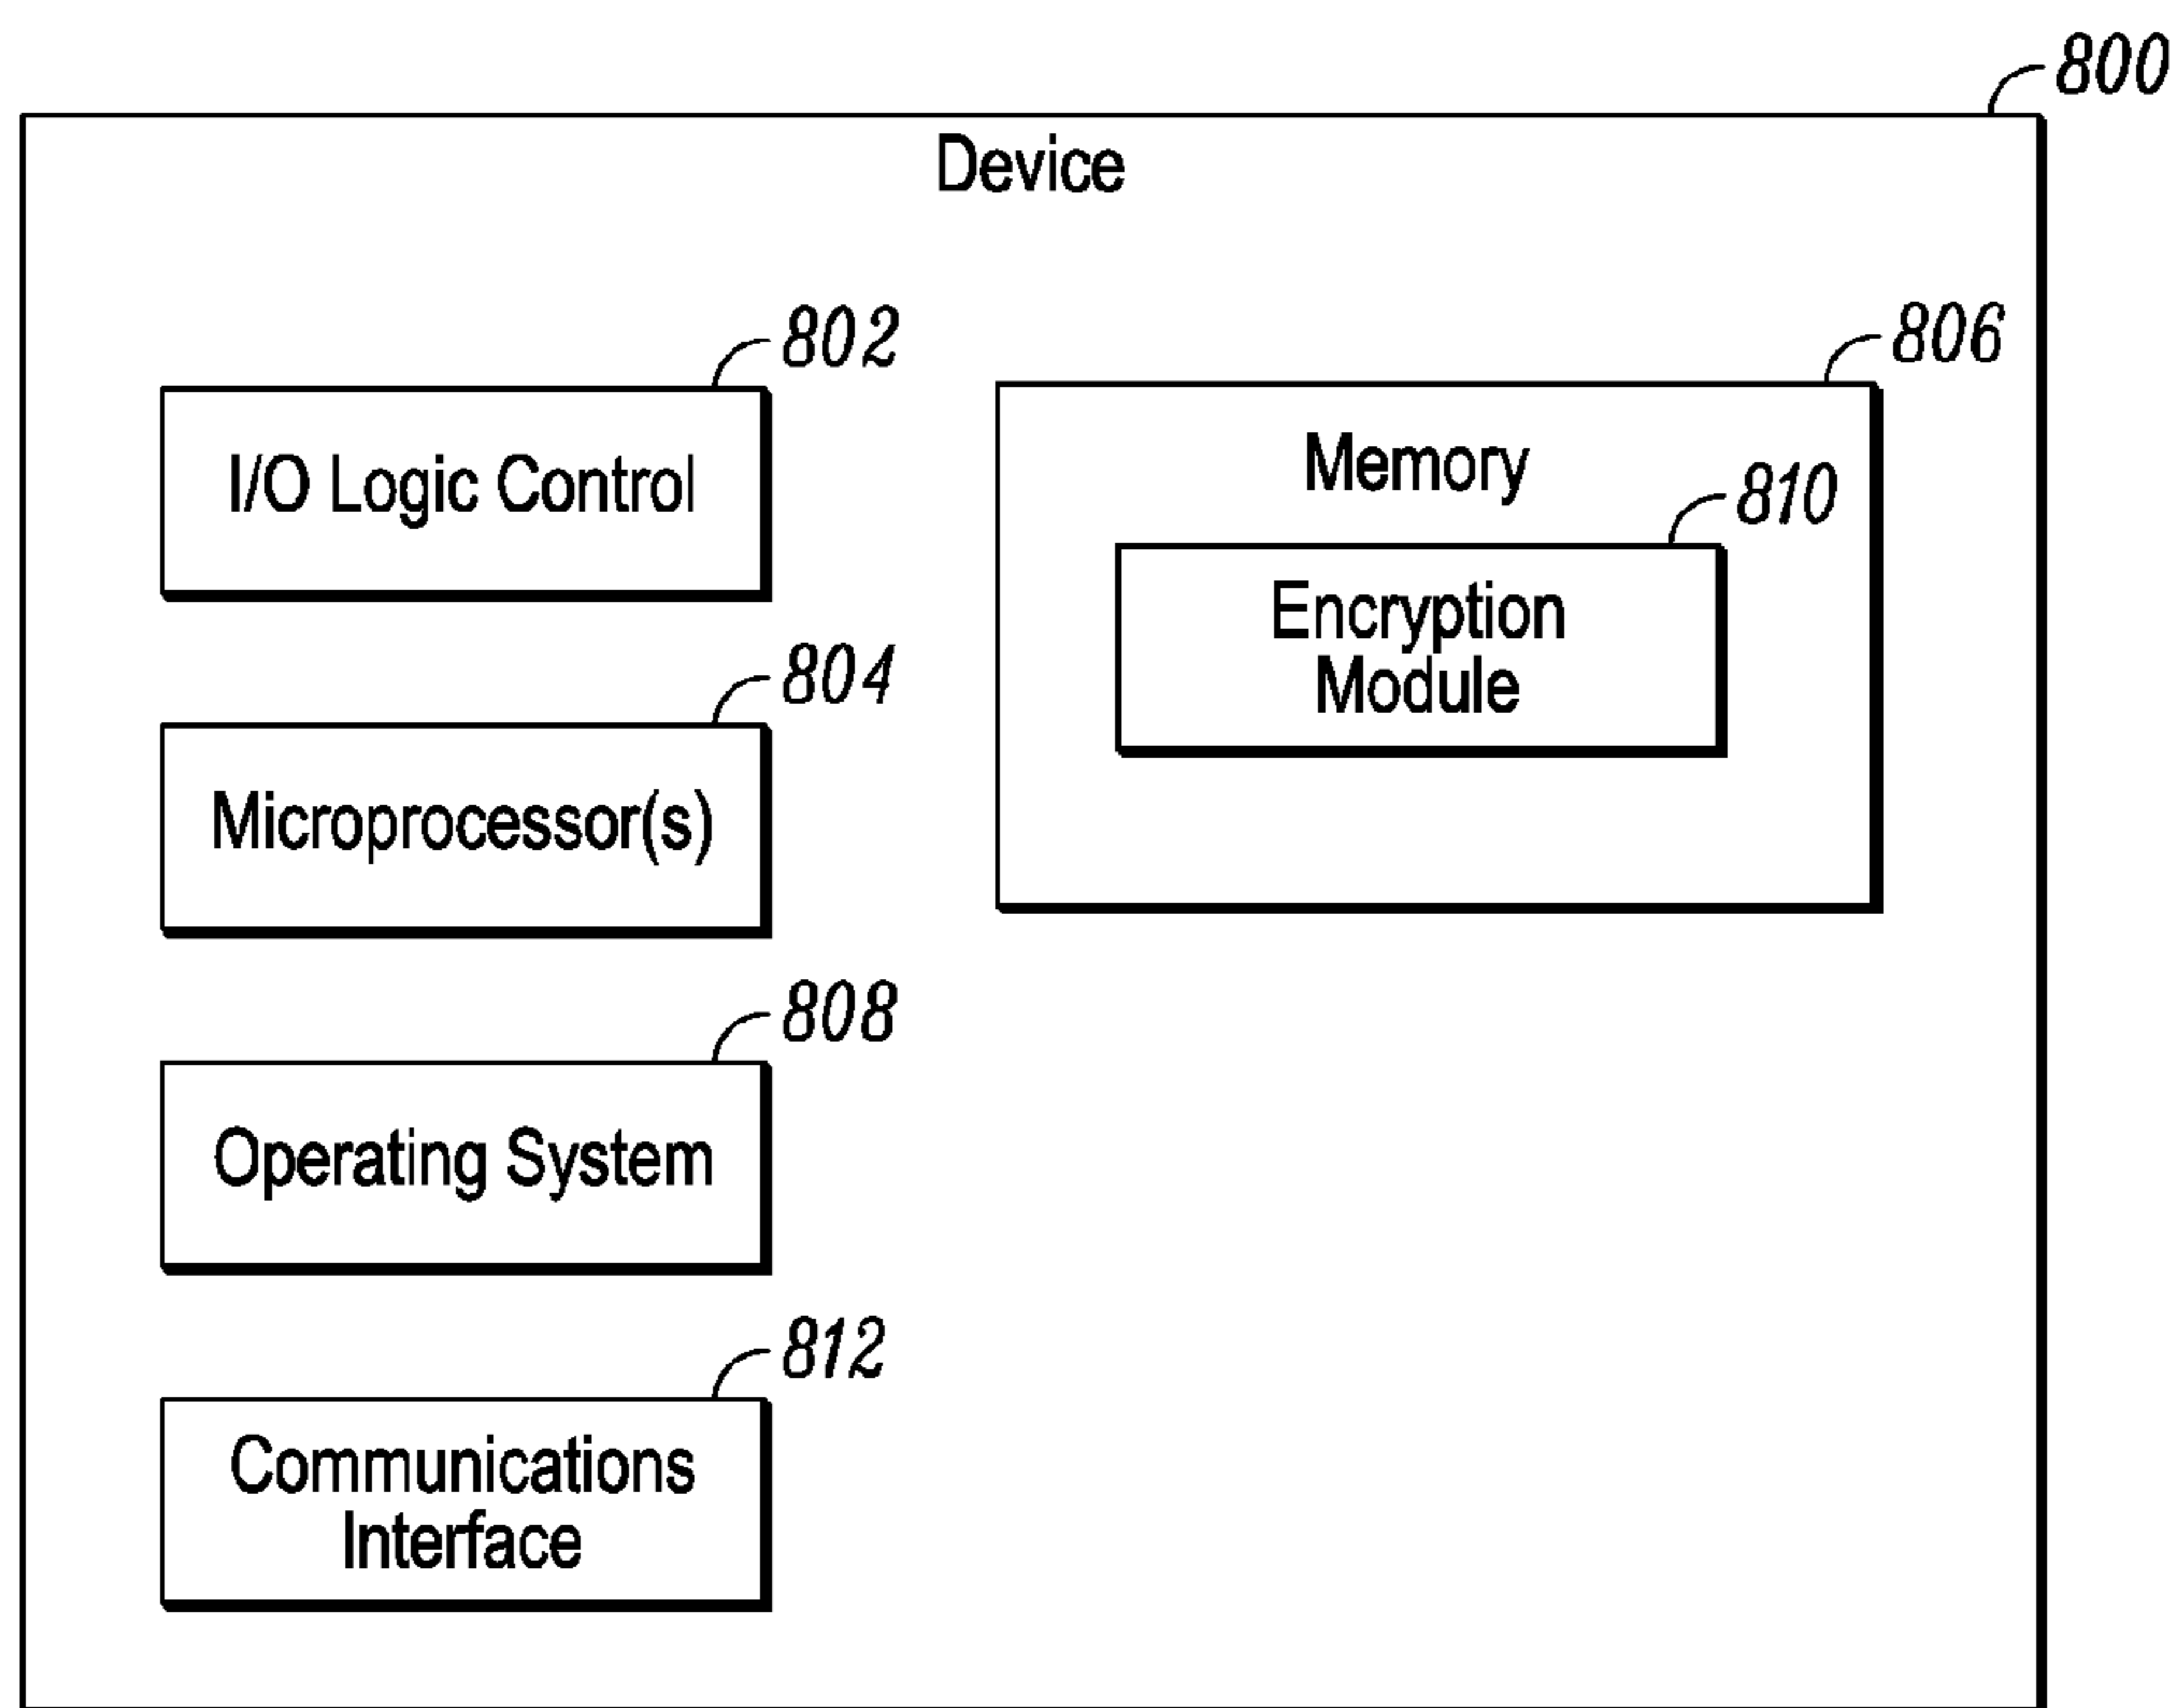 800
Device
802
I/O Logic Control
804
Microprocessor(s)
808
Operating System
812
Communications
Interface
806
Memory
810
Encryption
Module